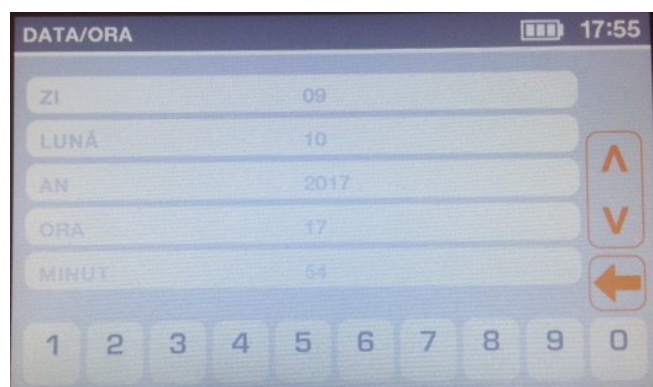 DATA/ORA 17:55
ZI 09
LUNĂ 10
AN 2017
ORA 17
MINUT 54
1 2 3 4 5 6 7 8 9 0